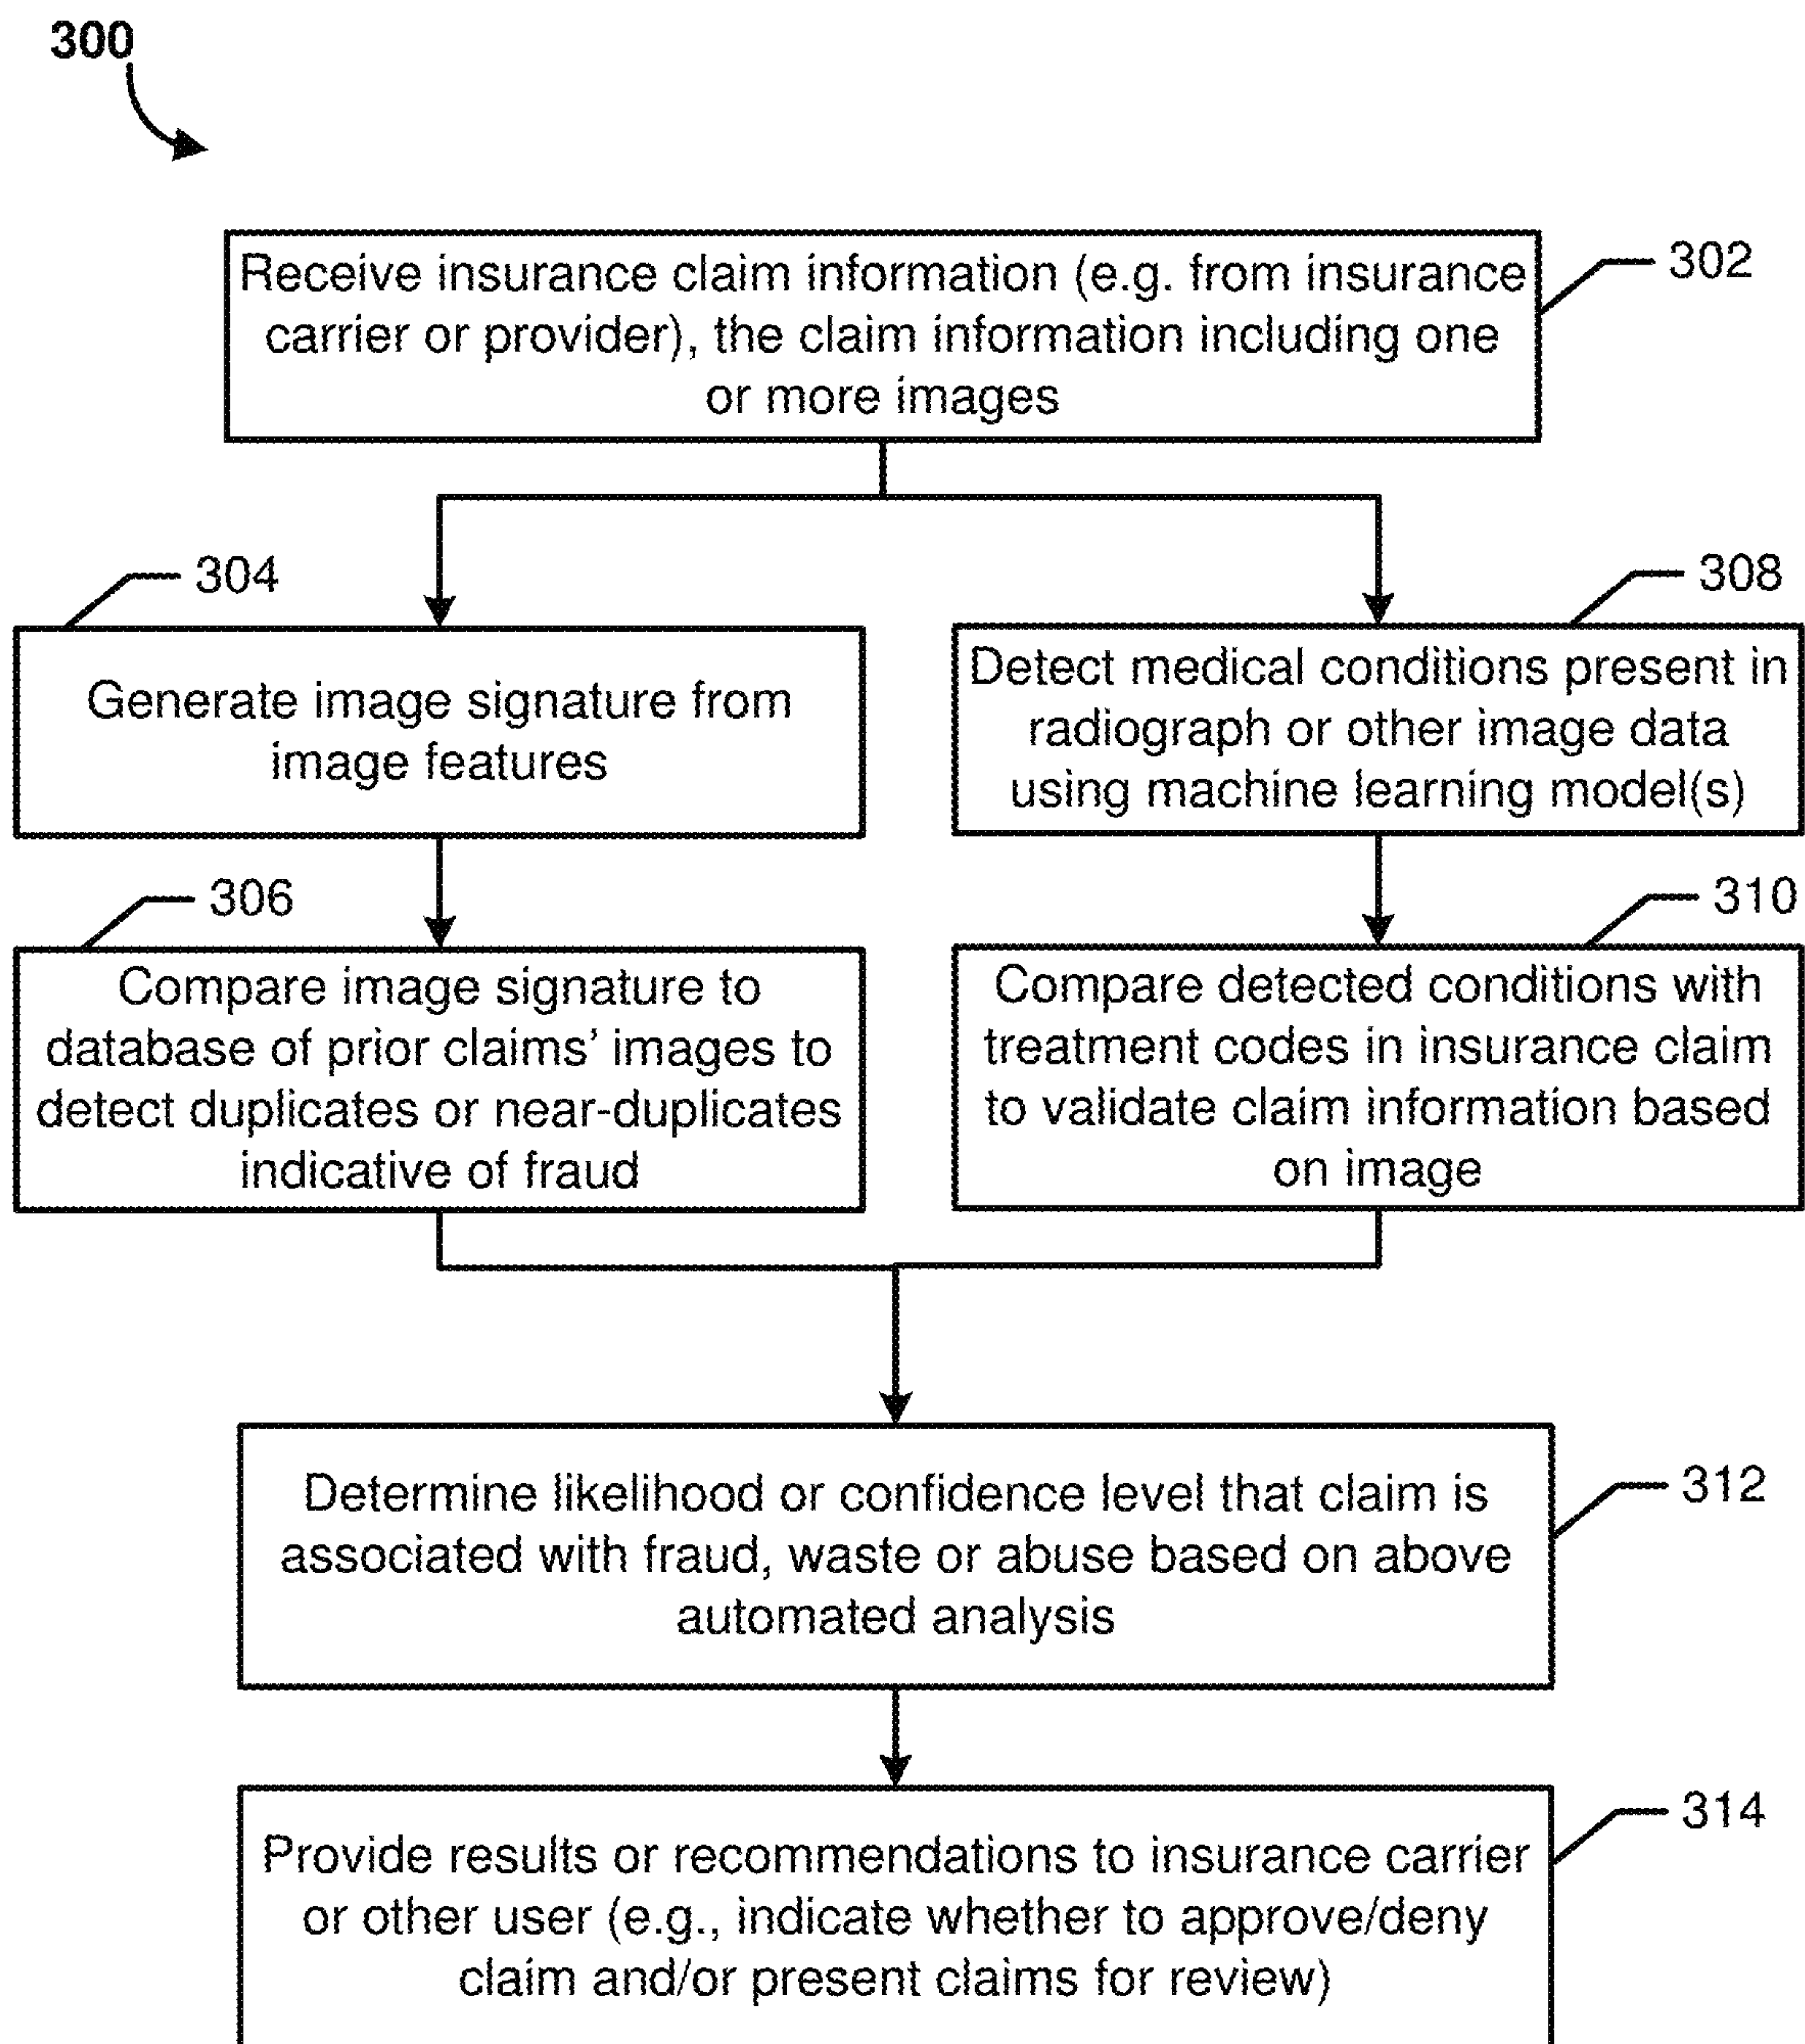 300
Receive insurance claim information (e.g. from insurance
carrier or provider), the claim information including one
or more images
302
304
Generate image signature from
image features
308
Detect medical conditions present in
radiograph or other image data
using machine learning model(s)
306
Compare image signature to
database of prior claims’ images to
detect duplicates or near-duplicates
indicative of fraud
310
Compare detected conditions with
treatment codes in insurance claim
to validate claim information based
on image
Determine likelihood or confidence level that claim is
associated with fraud, waste or abuse based on above
automated analysis
312
Provide results or recommendations to insurance carrier
or other user (e.g., indicate whether to approve/deny
claim and/or present claims for review)
314